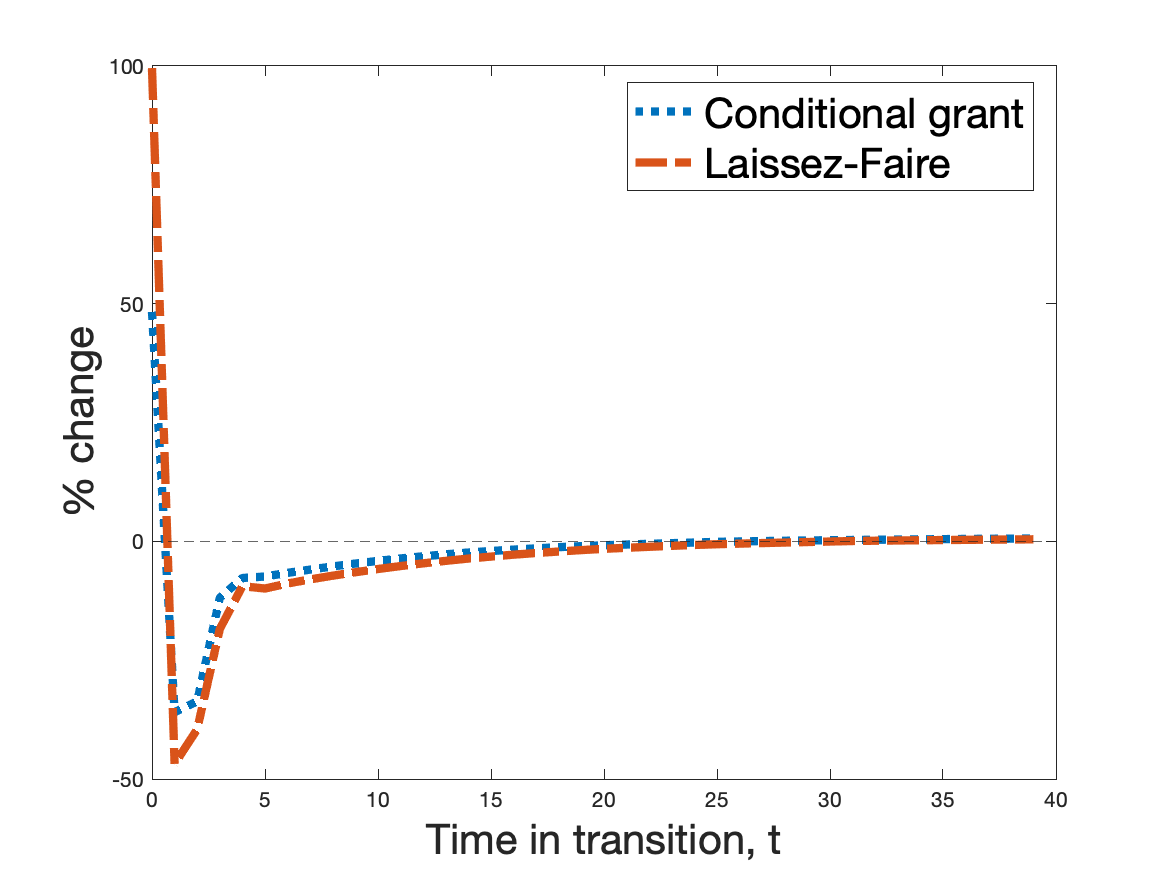 100
50
0
-50
% change
0 5 10 15 20 25 30 35 40
Time in transition, t
Conditional grant
Laissez-Faire